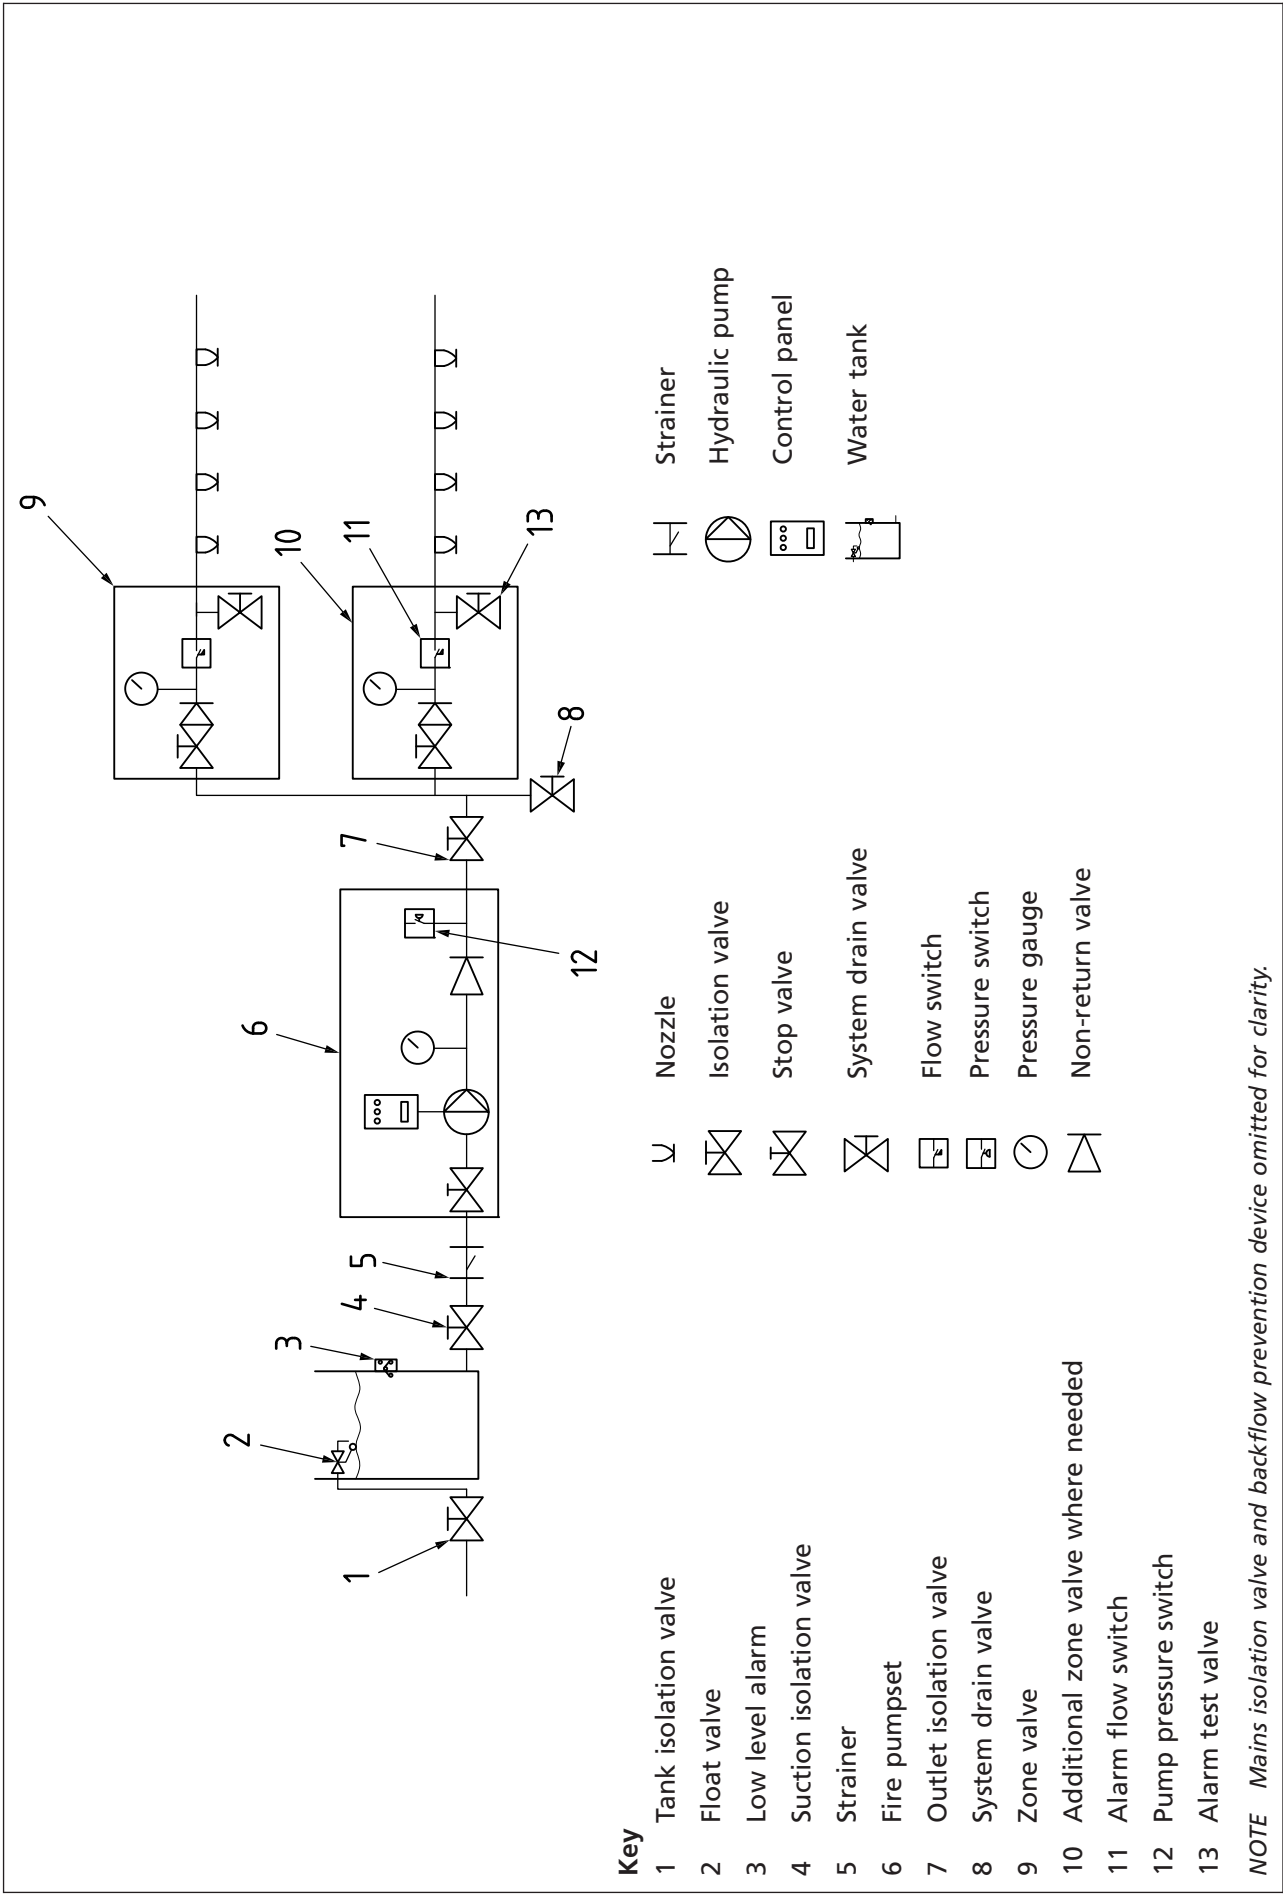 1
2
3
4
5
6
7
8
9
10
11
12
13
Key
1 Tank isolation valve
2 Float valve
3 Low level alarm
4 Suction isolation valve
5 Strainer
6 Fire pumpset
7 Outlet isolation valve
8 System drain valve
9 Zone valve
10 Additional zone valve where needed
11 Alarm flow switch
12 Pump pressure switch
13 Alarm test valve
Nozzle
Isolation valve
Stop valve
System drain valve
Flow switch
Pressure switch
Pressure gauge
Non-return valve
Strainer
Hydraulic pump
Control panel
Water tank
NOTE Mains isolation valve and backflow prevention device omitted for clarity.